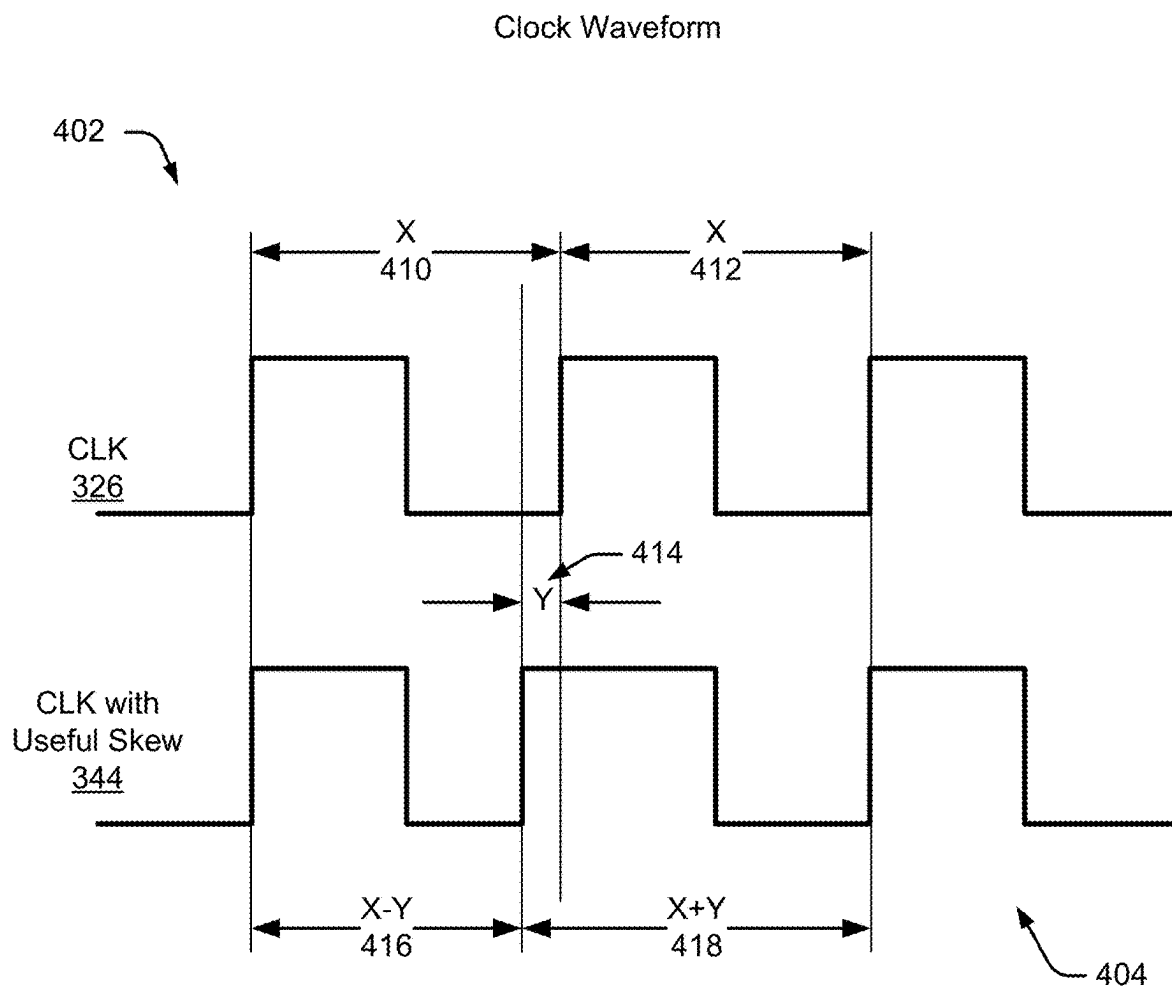 Clock Waveform
402
X
410
X
412
CLK
326
414
Y
CLK with
Useful Skew
344
X-Y
416
X+Y
418
404